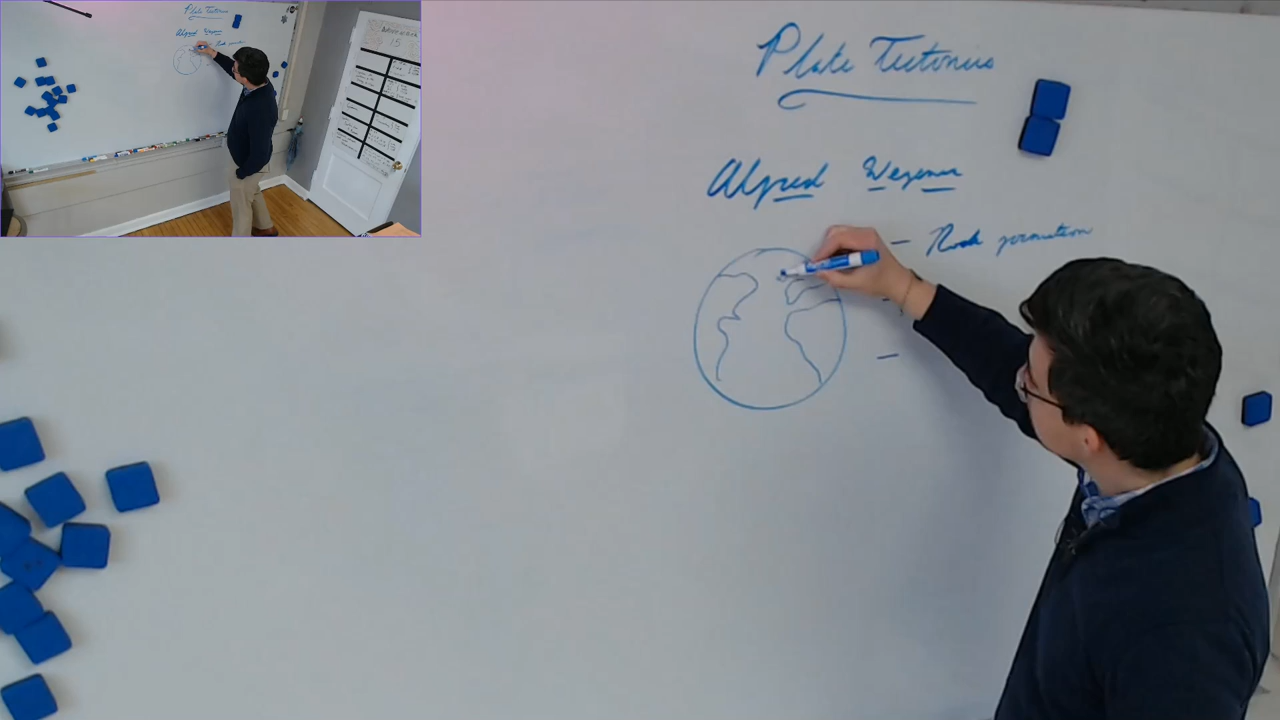 Plate Tectonics
Alfred Wegener
- Rock formation
-
-